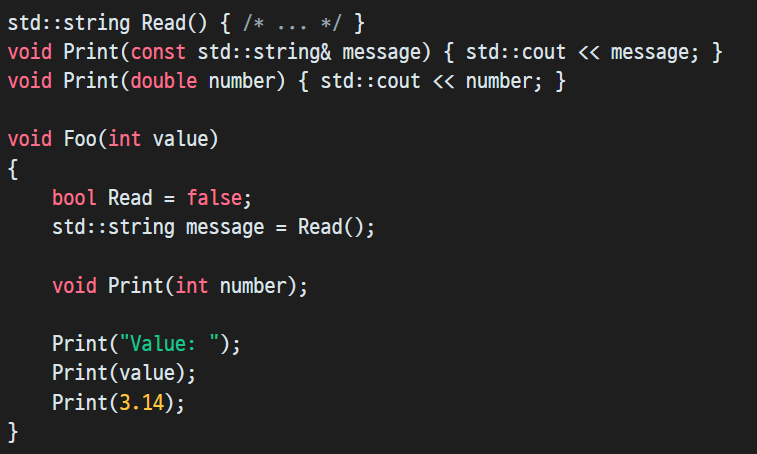 std::string Read() { /* ... */ }
void Print(const std::string& message) { std::cout << message; }
void Print(double number) { std::cout << number; }

void Foo(int value)
{
    bool Read = false;
    std::string message = Read();

    void Print(int number);

    Print("Value: ");
    Print(value);
    Print(3.14);
}